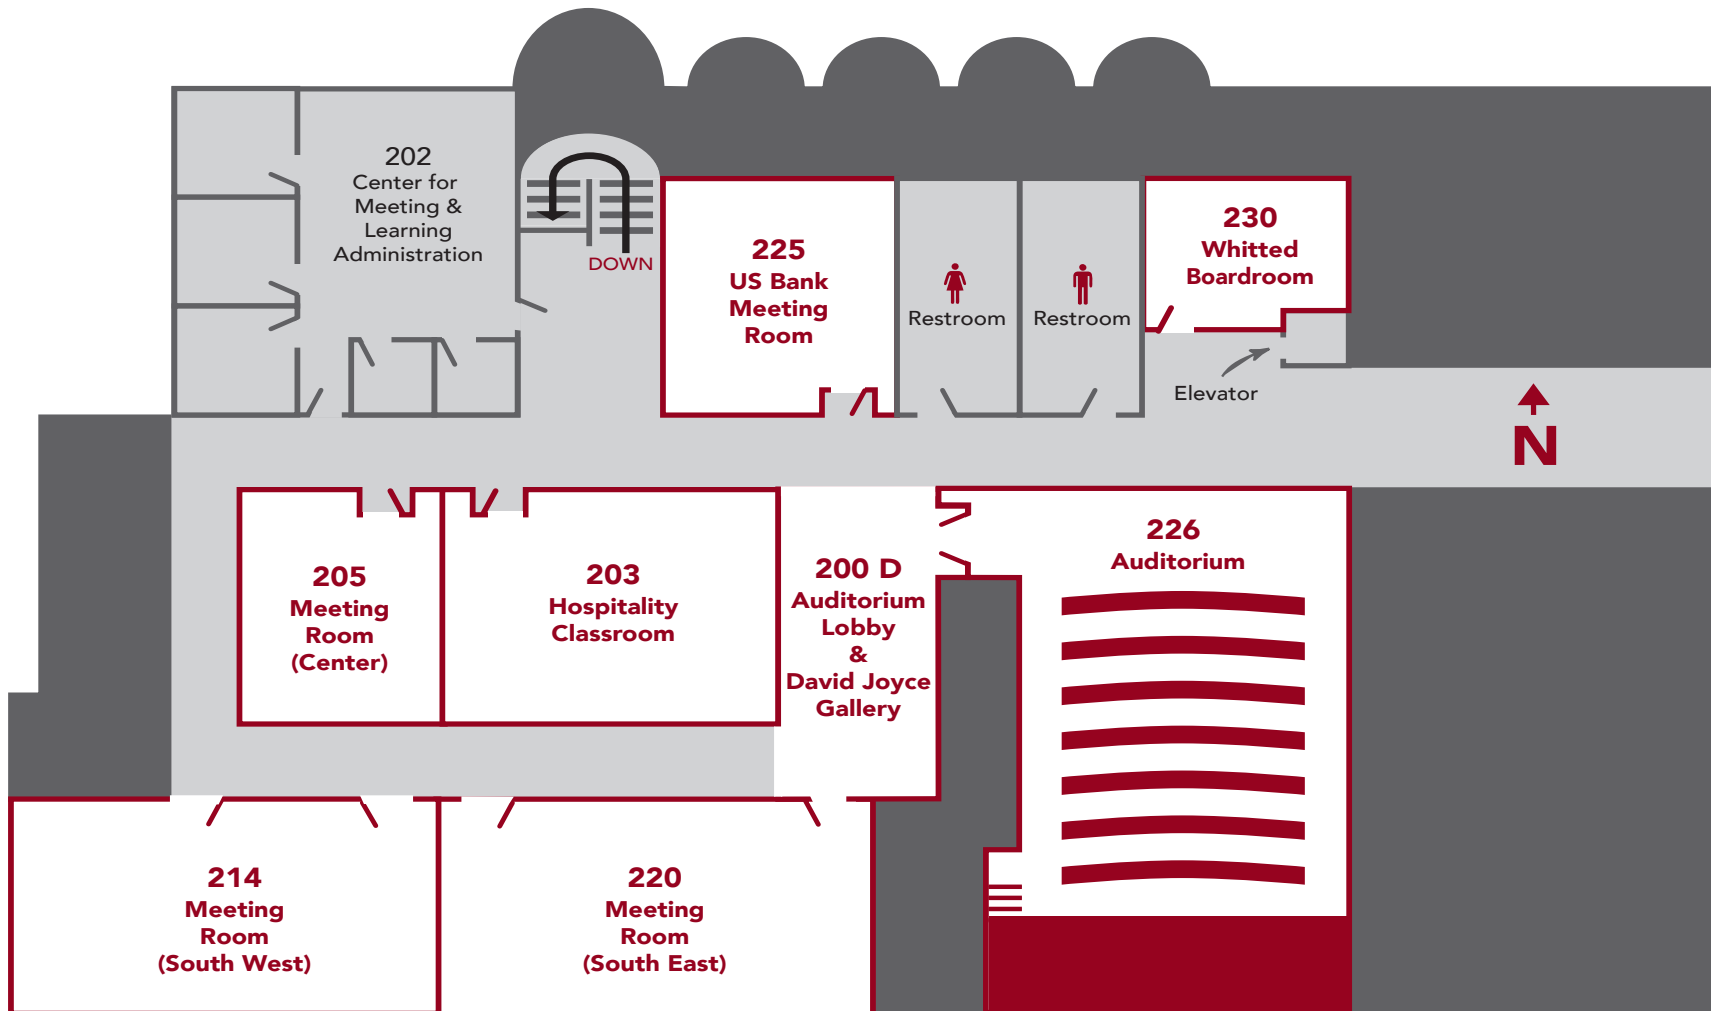 202
Center for
Meeting &
Learning
Administration
DOWN
225
US Bank
Meeting
Room
Restroom
Restroom
230
Whitted
Boardroom
Elevator
N
205
Meeting
Room
(Center)
203
Hospitality
Classroom
200 D
Auditorium
Lobby
&
David Joyce
Gallery
226
Auditorium
214
Meeting
Room
(South West)
220
Meeting
Room
(South East)